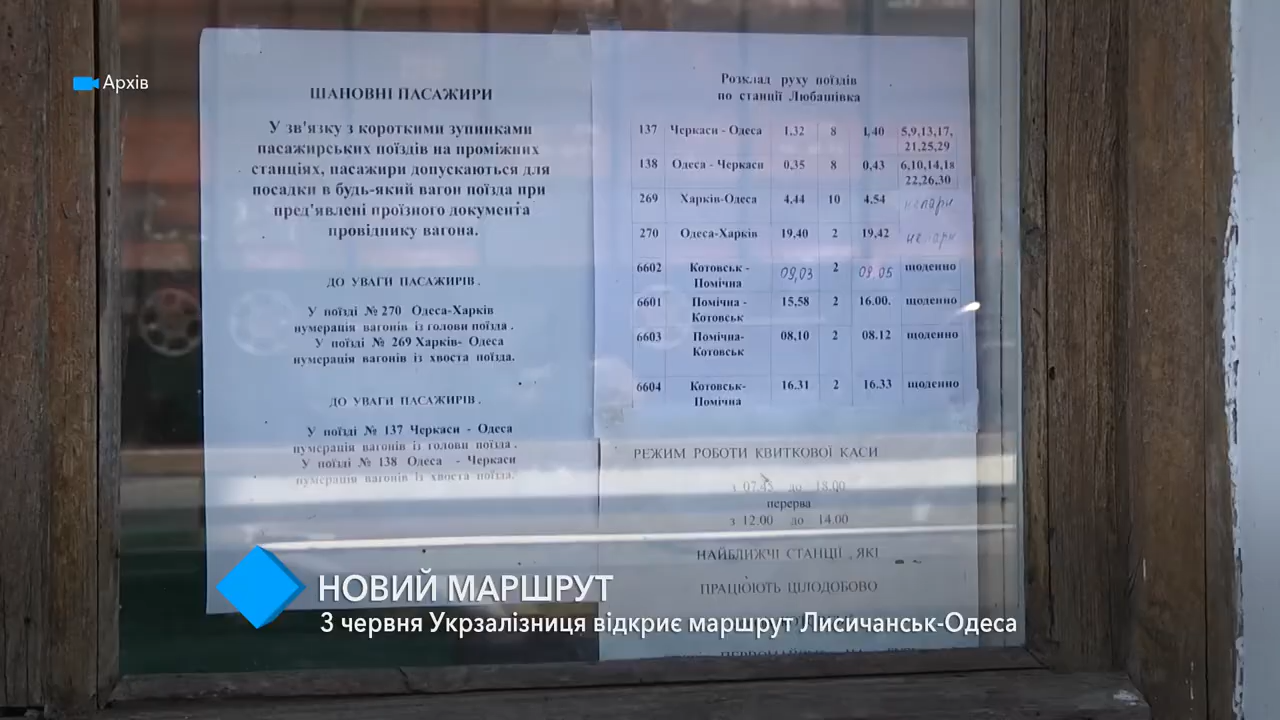 Архів
ШАНОВНІ ПАСАЖИРИ
У зв'язку з короткими зупинками
пасажирських поїздів на проміжних
станціях, пасажири допускаються для
посадки в будь-який вагон поїзда при
пред'явлені проїзного документа
провіднику вагона.
ДО УВАГИ ПАСАЖИРІВ.
У поїзді №270 Одеса-Харків
нумерація вагонів із голови поїзда.
У поїзді № 269 Харків- Одеса
нумерація вагонів із хвоста поїзда.
ДО УВАГИ ПАСАЖИРІВ.
У поїзді № 137 Черкаси - Одеса
нумерація вагонів із голови поїзда.
У поїзді № 138 Одеса - Черкаси
нумерація вагонів із хвоста поїзда.
Розклад руху поїздів
по станції Любашівка
137 Черкаси - Одеса 1,32 8 1,40 5,9,13,17,
21,25,29
138 Одеса - Черкаси 0,35 8 0,43 6,10,14,18
22,26,30
269 Харків-Одеса 4,44 10 4,54 непарн
270 Одеса-Харків 19,40 2 19,42
6602 Котовськ - 09,03 2 09.05 щоденно
Помічна
6601 Помічна - 15,58 2 16.00. щоденно
Котовськ
6603 Помічна- 08,10 2 08.12 щоденно
Котовськ
6604 Котовськ- 16.31 2 16.33 щоденно
Помічна
РЕЖИМ РОБОТИ КВИТКОВОЇ КАСИ
з 07.45 до 18.00
перерва
з 12.00 до 14.00
НАЙБЛИЖЧІ СТАНЦІЇ , ЯКІ
ПРАЦЮЮТЬ ЦІЛОДОБОВО
НОВИЙ МАРШРУТ
3 червня Укрзалізниця відкриє маршрут Лисичанськ-Одеса